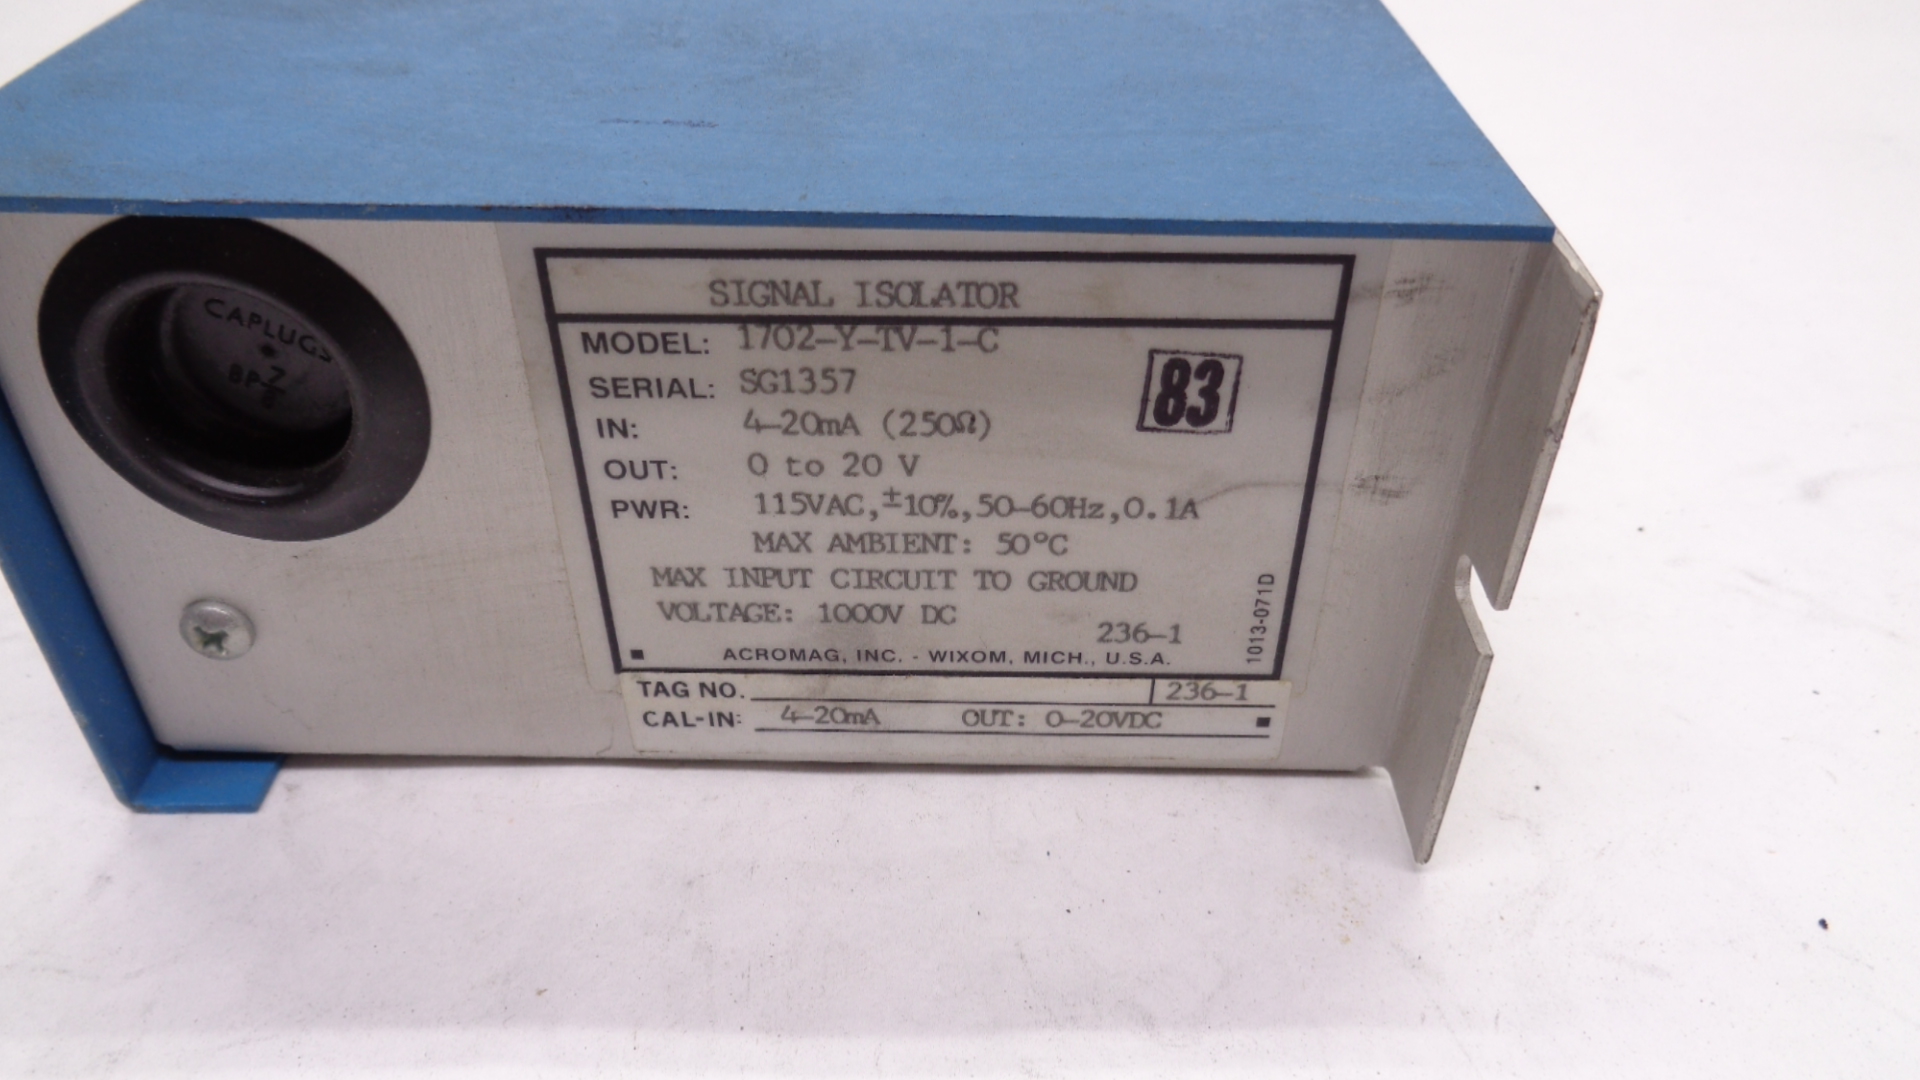 CAPLUGS
BP-7
SIGNAL ISOLATOR
MODEL: 1702-Y-TV-1-C
SERIAL: SG1357
83
IN: 4-20mA (250Ω)
OUT: 0 to 20 V
PWR: 115VAC,±10%,50-60Hz,0.1A
MAX AMBIENT: 50°C
MAX INPUT CIRCUIT TO GROUND
VOLTAGE: 1000V DC
236-1
ACROMAG, INC. - WIXOM, MICH., U.S.A.
1013-071D
TAG NO. 236-1
CAL-IN: 4-20mA OUT: 0-20VDC